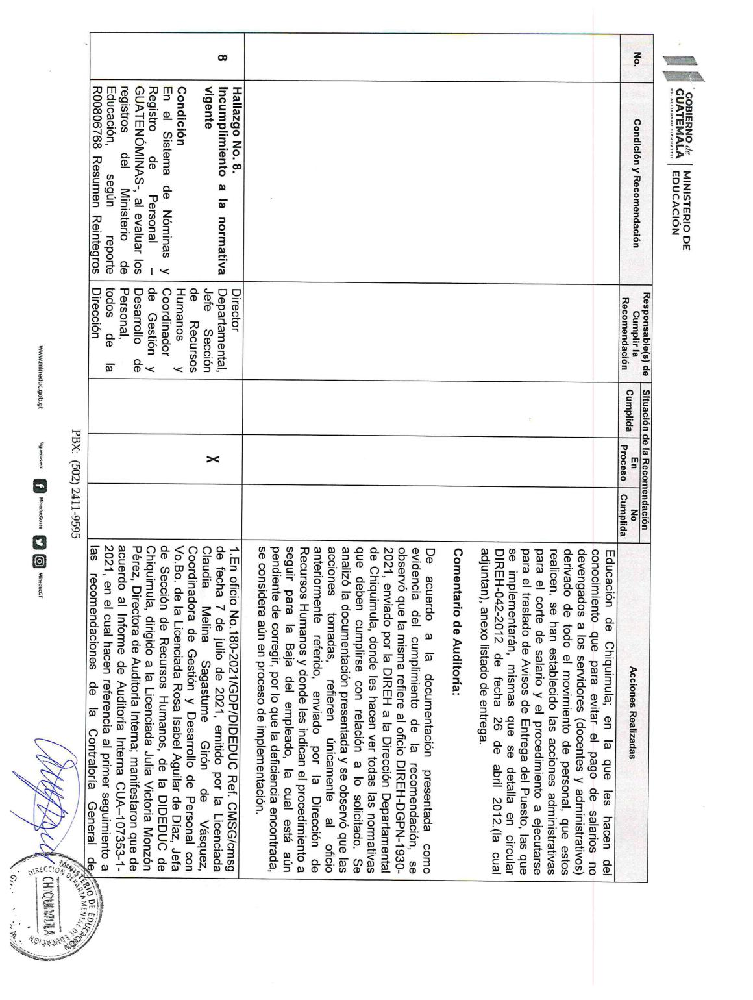 GOBIERNO de
GUATEMALA
DR. ALEJANDRO GIAMMATTEI
MINISTERIO DE
EDUCACIÓN
No.
Condición y Recomendación
Responsable(s) de
Cumplir la
Recomendación
Situación de la Recomendación
Cumplida
En
Proceso
No
Cumplida
Acciones Realizadas
Educación de Chiquimula; en la que les hacen del
conocimiento que para evitar el pago de salarios no
devengados a los servidores (docentes y administrativos)
derivado de todo el movimiento de personal, que estos
realicen, se han establecido las acciones administrativas
para el corte de salario y el procedimiento a ejecutarse
para el traslado de Avisos de Entrega del Puesto, las que
se implementarán, mismas que se detalla en circular
DIREH-042-2012 de fecha 26 de abril 2012.(la cual
adjuntan), anexo listado de entrega.
Comentario de Auditoría:
De acuerdo a la documentación presentada como
evidencia del cumplimiento de la recomendación, se
observó que la misma refiere al oficio DIREH-DGPN-1930-
2021, enviado por la DIREH a la Dirección Departamental
de Chiquimula, donde les hacen ver todas las normativas
que deben cumplirse con relación a lo solicitado. Se
analizó la documentación presentada y se observó que las
acciones tomadas, refieren únicamente al oficio
anteriormente referido, enviado por la Dirección de
Recursos Humanos y donde les indican el procedimiento a
seguir para la Baja del empleado, la cual está aún
pendiente de corregir, por lo que la deficiencia encontrada,
se considera aún en proceso de implementación.
8
Hallazgo No. 8.
Incumplimiento a la normativa
vigente
Condición
En el Sistema de Nóminas y
Registro de Personal –
GUATENÓMINAS-, al evaluar los
registros del Ministerio de
Educación, según reporte
R00806768 Resumen Reintegros
Director
Departamental,
Jefe Sección
de Recursos
Humanos y
Coordinador
de Gestión y
Desarrollo de
Personal,
todos de la
Dirección
X
1.En oficio No.180-2021/GDP/DIDEDUC Ref. CMSG/cmsg
de fecha 7 de julio de 2021, emitido por la Licenciada
Claudia Melina Sagastume Girón de Vásquez,
Coordinadora de Gestión y Desarrollo de Personal con
Vo.Bo. de la Licenciada Rosa Isabel Aguilar de Díaz, Jefa
de Sección de Recursos Humanos, de la DIDEDUC de
Chiquimula, dirigido a la Licenciada Julia Victoria Monzón
Pérez, Directora de Auditoría Interna; manifestaron que de
acuerdo al Informe de Auditoría Interna CUA–107353-1-
2021, en el cual hacen referencia al primer seguimiento a
las recomendaciones de la Contraloría General de
PBX: (502) 2411-9595
www.mineduc.gob.gt
Síguenos en:
MineducGuate
MineducGT
MINISTERIO DE EDUCACIÓN
DIRECCIÓN DEPARTAMENTAL DE EDUCACIÓN
CHIQUIMULA